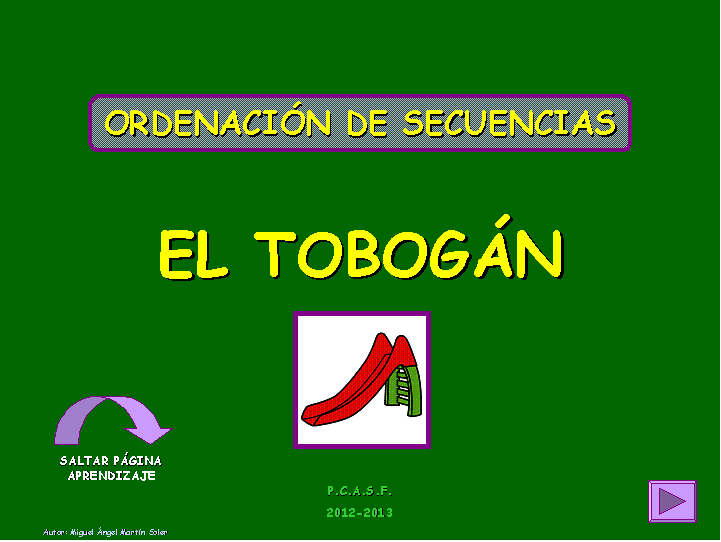 ORDENACIÓN DE SECUENCIAS
EL TOBOGÁN
SALTAR PÁGINA
APRENDIZAJE
P.C.A.S.F.
2012-2013
Autor: Miguel Ángel Martín Soler